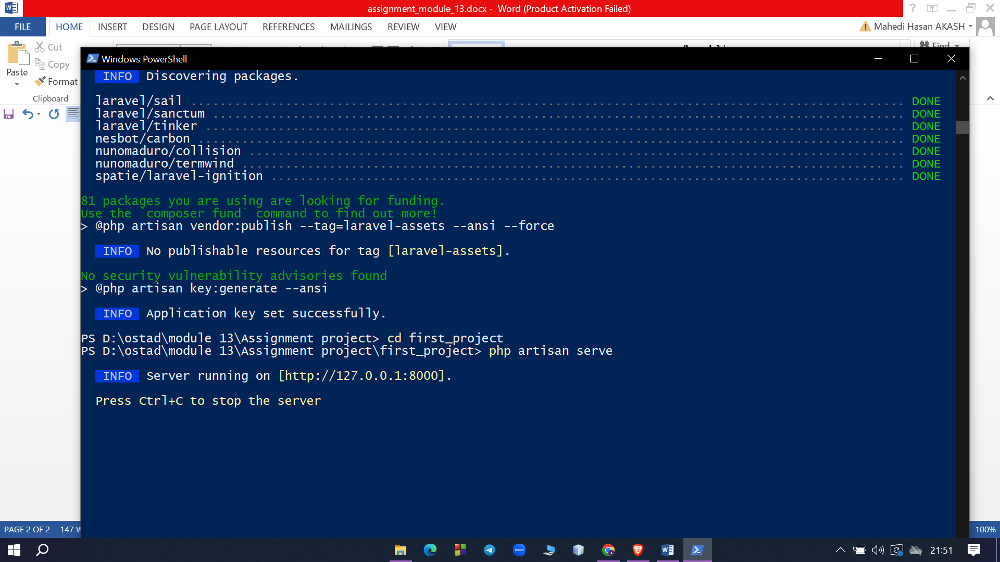 assignment_module_13.docx - Word (Product Activation Failed)
FILE HOME INSERT DESIGN PAGE LAYOUT REFERENCES MAILINGS REVIEW VIEW
Mahedi Hasan AKASH
Paste
Cut
Copy
Format
Clipboard
Find
Windows PowerShell
INFO Discovering packages.
laravel/sail DONE
laravel/sanctum DONE
laravel/tinker DONE
nesbot/carbon DONE
nunomaduro/collision DONE
nunomaduro/termwind DONE
spatie/laravel-ignition DONE
81 packages you are using are looking for funding.
Use the `composer fund` command to find out more!
> @php artisan vendor:publish --tag=laravel-assets --ansi --force
INFO No publishable resources for tag [laravel-assets].
No security vulnerability advisories found
> @php artisan key:generate --ansi
INFO Application key set successfully.
PS D:\ostad\module 13\Assignment project> cd first_project
PS D:\ostad\module 13\Assignment project\first_project> php artisan serve
INFO Server running on [http://127.0.0.1:8000].
Press Ctrl+C to stop the server
PAGE 2 OF 2 147
100%
zoom
21:51